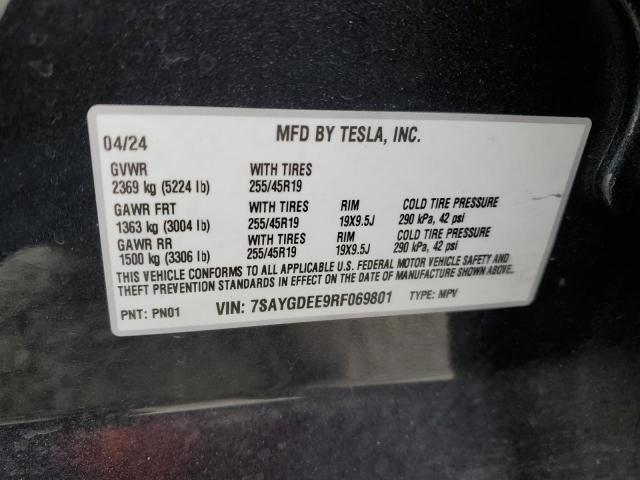 04/24 MFD BY TESLA, INC.
GVWR WITH TIRES
2369 kg (5224 lb) 255/45R19
GAWR FRT WITH TIRES RIM COLD TIRE PRESSURE
1363 kg (3004 lb) 255/45R19 19X9.5J 290 kPa, 42 psi
GAWR RR WITH TIRES RIM COLD TIRE PRESSURE
1500 kg (3306 lb) 255/45R19 19X9.5J 290 kPa, 42 psi
THIS VEHICLE CONFORMS TO ALL APPLICABLE U.S. FEDERAL MOTOR VEHICLE SAFETY AND
THEFT PREVENTION STANDARDS IN EFFECT ON THE DATE OF MANUFACTURE SHOWN ABOVE.
PNT: PN01 VIN: 7SAYGDEE9RF069801 TYPE: MPV